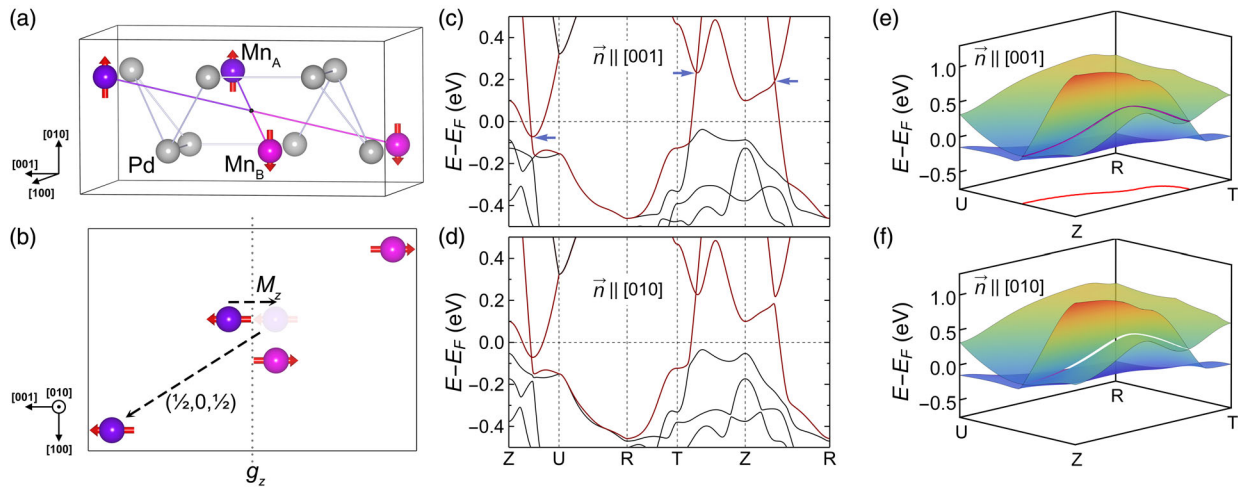 (a)
Mn_A
Pd
Mn_B
[010]
[001]
[100]
(b)
M_z
(½,0,½)
[001]
[010]
[100]
g_z
(c)
n⃗ || [001]
E−E_F (eV)
0.4
0.2
0.0
−0.2
−0.4
(d)
n⃗ || [010]
E−E_F (eV)
0.4
0.2
0.0
−0.2
−0.4
Z U R T Z R
(e)
n⃗ || [001]
E−E_F (eV)
1.0
0.5
0.0
−0.5
U
Z
R
T
(f)
n⃗ || [010]
E−E_F (eV)
1.0
0.5
0.0
−0.5
U
Z
R
T